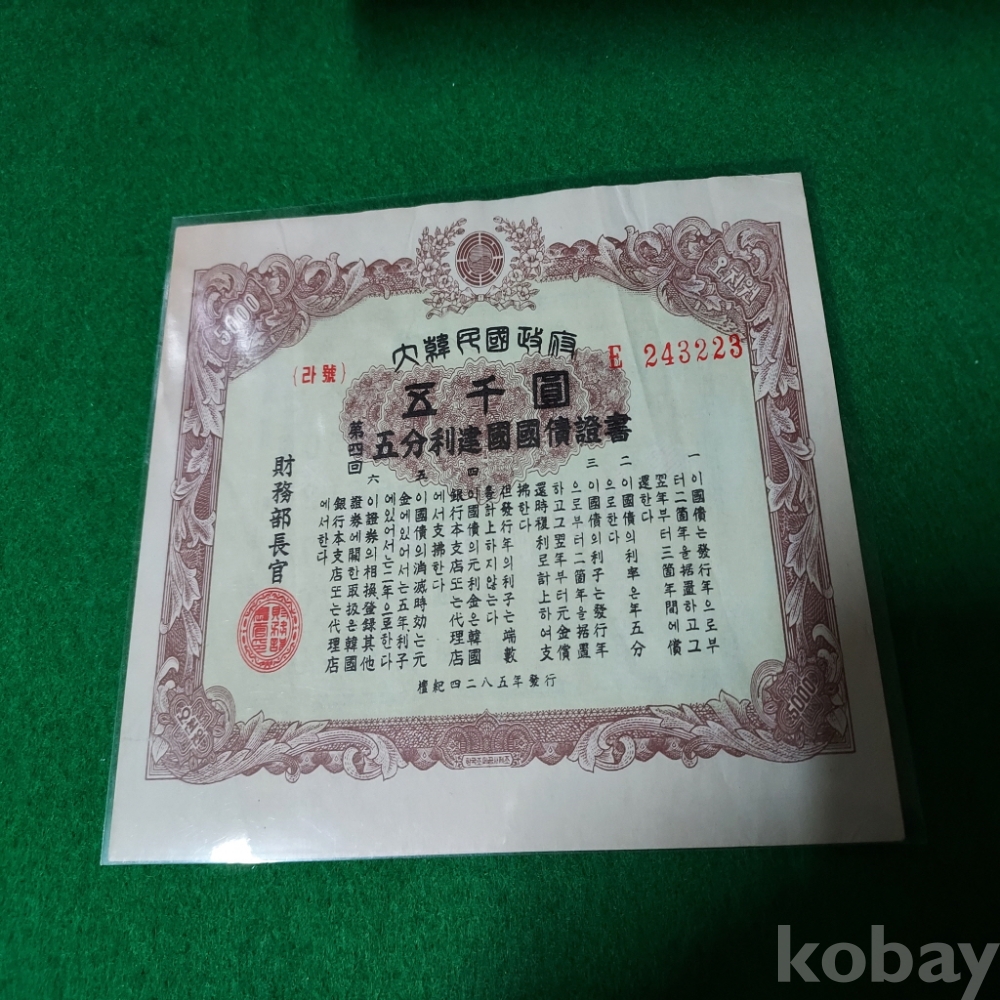 5000
오천원
大韓民國政府
(라號)
E 243223
五千圓
第四回
五分利建國國債證書
一 이國債는發行年으로부
터二箇年을据置하고그
翌年부터三箇年間에償
還한다
二 이國債의利率은年五分
으로한다
三 이國債의利子는發行年
으로부터二箇年을据置
하고그翌年부터元金償
還時複利로計上하여支
拂한다
但發行年의利子는端數
를計上하지않는다
四 이國債의元利金은韓國
銀行本支店또는代理店
에서支拂한다
五 이國債의消滅時効는元
金에있어서는五年、利子
에있어서는二年으로한다
六 이證券의相換登錄其他
證券에關한取扱은韓國
銀行本支店또는代理店
에서한다
財務部長官
檀紀四二八五年發行
오천원
5000
kobay